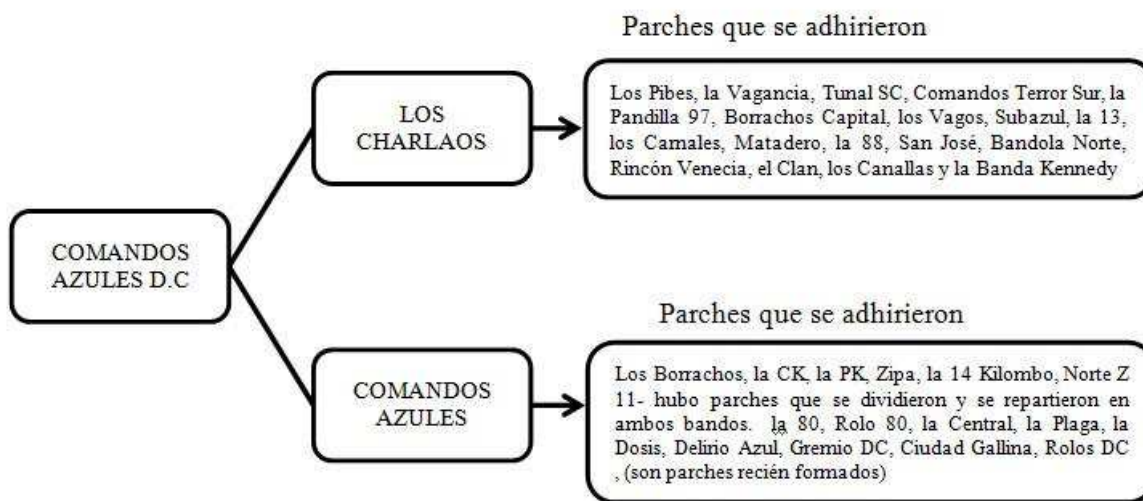 Parches que se adhirieron
LOS
CHARLAOS
Los Pibes, la Vagancia, Tunal SC, Comandos Terror Sur, la
Pandilla 97, Borrachos Capital, los Vagos, Subazul, la 13,
los Carnales, Matadero, la 88, San José, Bandola Norte,
Rincón Venecia, el Clan, los Canallas y la Banda Kennedy
COMANDOS
AZULES D.C
Parches que se adhirieron
COMANDOS
AZULES
Los Borrachos, la CK, la PK, Zipa, la 14 Kilombo, Norte Z
11- hubo parches que se dividieron y se repartieron en
ambos bandos. la 80, Rolo 80, la Central, la Plaga, la
Dosis, Delirio Azul, Gremio DC, Ciudad Gallina, Rolos DC
, (son parches recién formados)